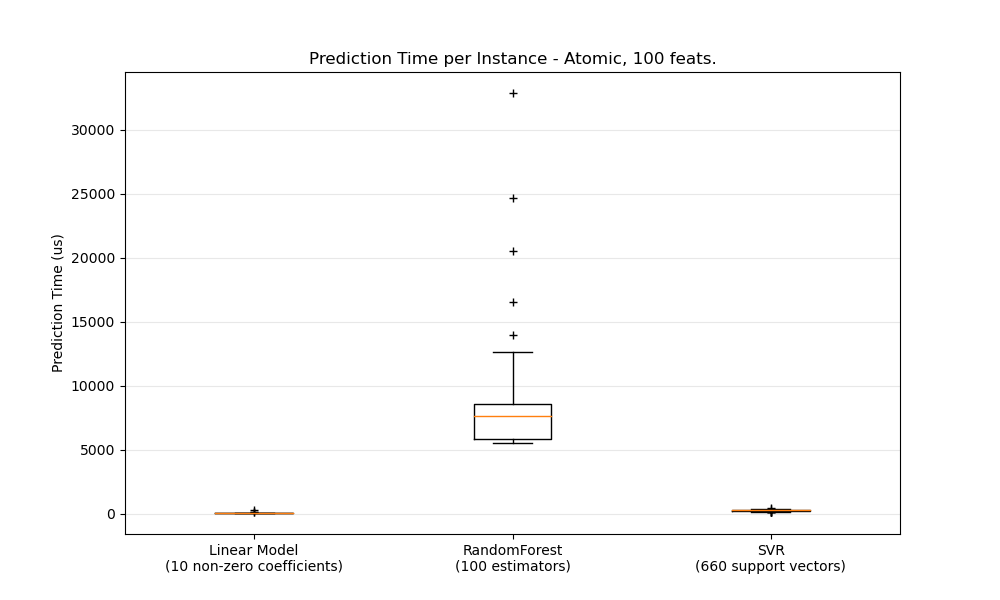 Prediction Time per Instance - Atomic, 100 feats.
Prediction Time (us)
30000
25000
20000
15000
10000
5000
0
Linear Model
(10 non-zero coefficients)
RandomForest
(100 estimators)
SVR
(660 support vectors)